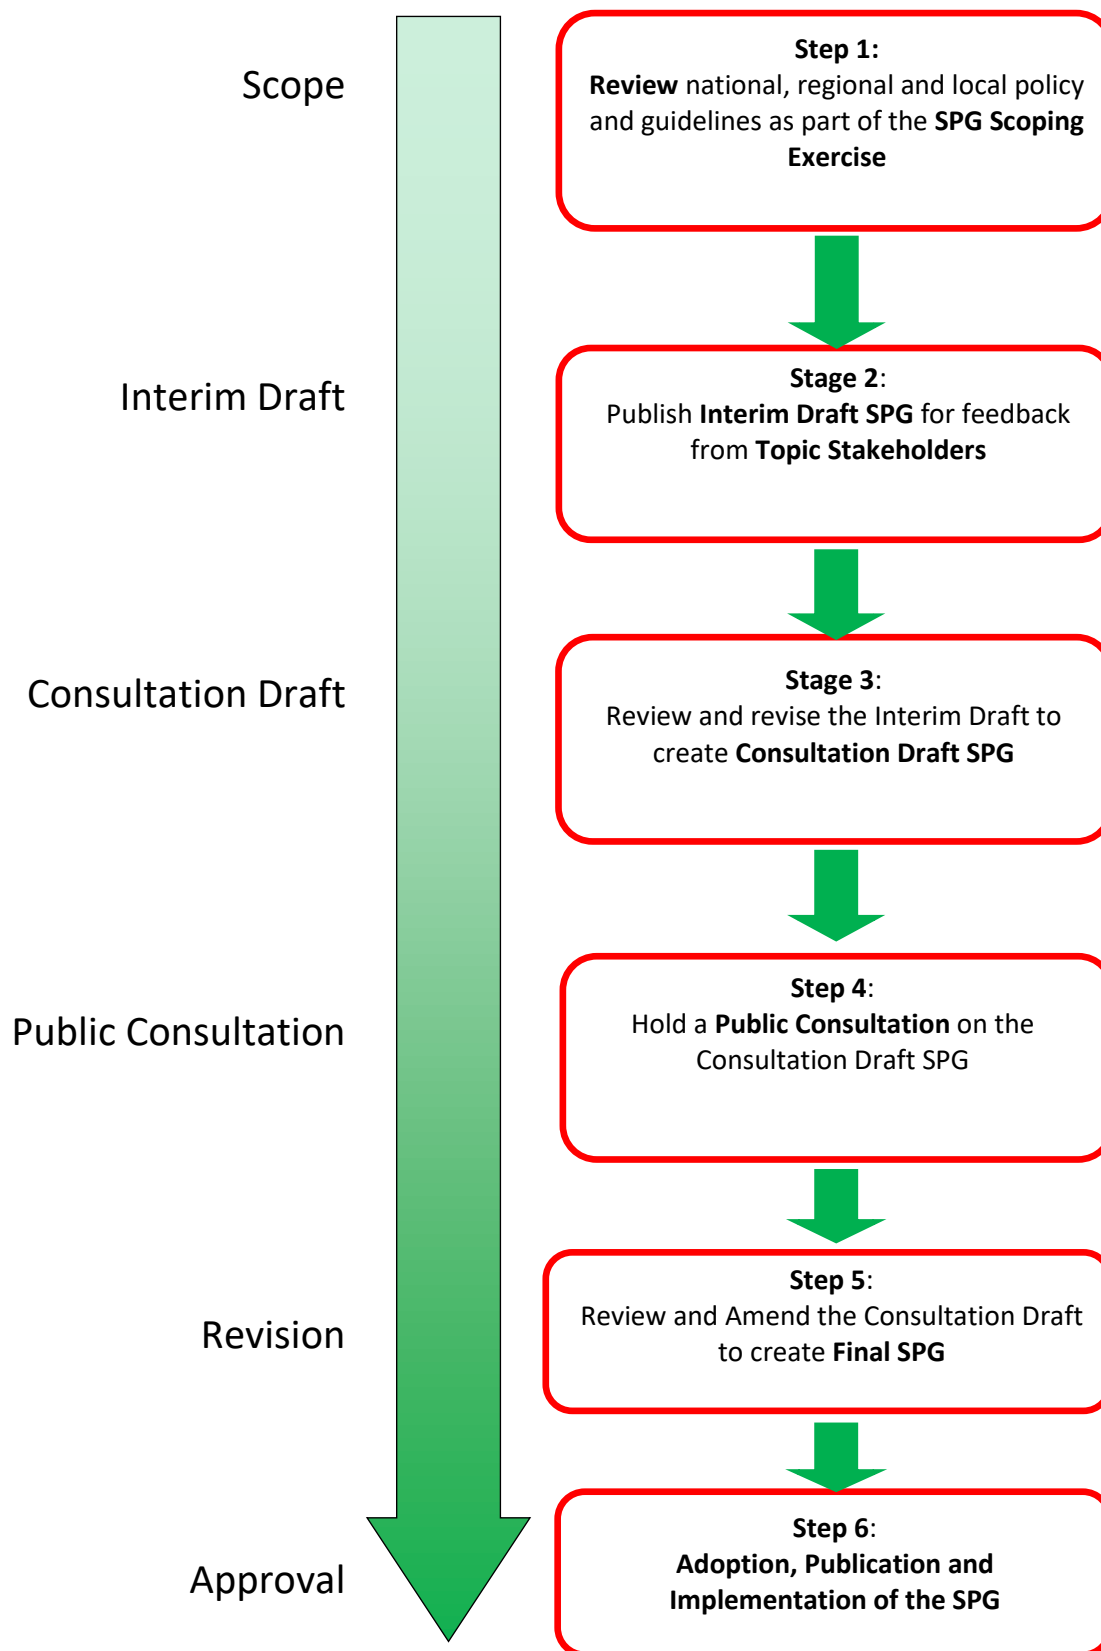 Scope
Step 1:
Review national, regional and local policy
and guidelines as part of the SPG Scoping
Exercise
Interim Draft
Stage 2:
Publish Interim Draft SPG for feedback
from Topic Stakeholders
Consultation Draft
Stage 3:
Review and revise the Interim Draft to
create Consultation Draft SPG
Public Consultation
Step 4:
Hold a Public Consultation on the
Consultation Draft SPG
Revision
Step 5:
Review and Amend the Consultation Draft
to create Final SPG
Approval
Step 6:
Adoption, Publication and
Implementation of the SPG